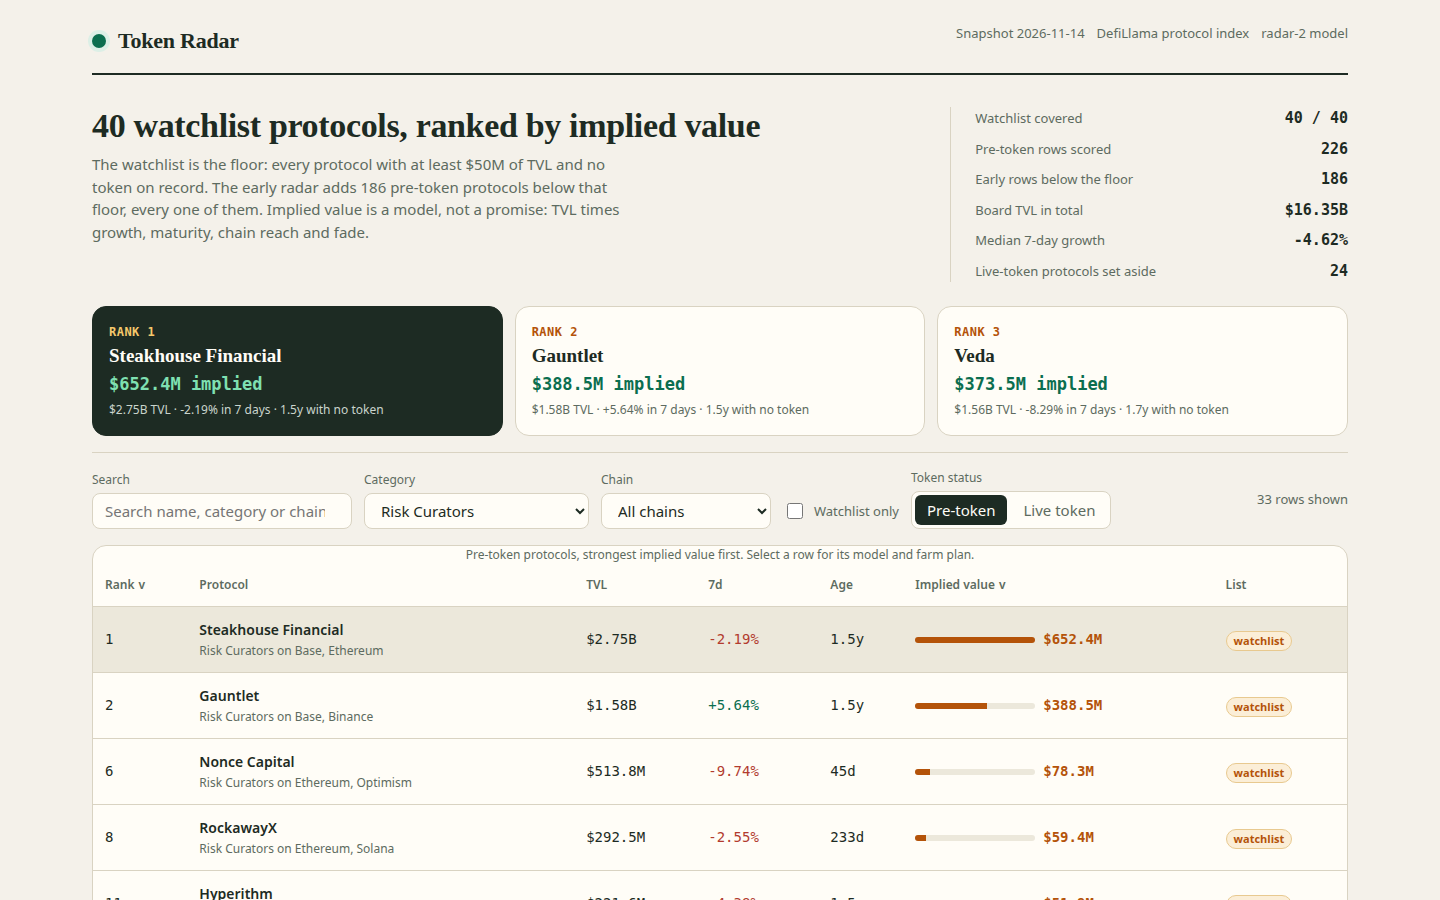 Token Radar
Snapshot 2026-11-14 DefiLlama protocol index radar-2 model
40 watchlist protocols, ranked by implied value
The watchlist is the floor: every protocol with at least $50M of TVL and no
token on record. The early radar adds 186 pre-token protocols below that
floor, every one of them. Implied value is a model, not a promise: TVL times
growth, maturity, chain reach and fade.
Watchlist covered 40 / 40
Pre-token rows scored 226
Early rows below the floor 186
Board TVL in total $16.35B
Median 7-day growth -4.62%
Live-token protocols set aside 24
RANK 1
Steakhouse Financial
$652.4M implied
$2.75B TVL · -2.19% in 7 days · 1.5y with no token
RANK 2
Gauntlet
$388.5M implied
$1.58B TVL · +5.64% in 7 days · 1.5y with no token
RANK 3
Veda
$373.5M implied
$1.56B TVL · -8.29% in 7 days · 1.7y with no token
Search
Search name, category or chain
Category
Risk Curators
Chain
All chains
Watchlist only
Token status
Pre-token Live token
33 rows shown
Pre-token protocols, strongest implied value first. Select a row for its model and farm plan.
Rank v Protocol TVL 7d Age Implied value v List
1 Steakhouse Financial $2.75B -2.19% 1.5y $652.4M watchlist
Risk Curators on Base, Ethereum
2 Gauntlet $1.58B +5.64% 1.5y $388.5M watchlist
Risk Curators on Base, Binance
6 Nonce Capital $513.8M -9.74% 45d $78.3M watchlist
Risk Curators on Ethereum, Optimism
8 RockawayX $292.5M -2.55% 233d $59.4M watchlist
Risk Curators on Ethereum, Solana
Hyperithm